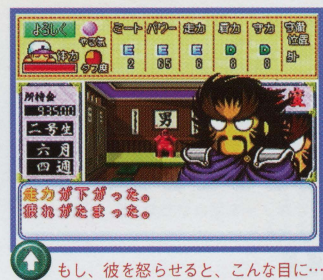 よろしく
やる気
体力
タフ度
ミート パワー 走力 肩力 守力 守備位置
E E E D D 外
2 65 6 8 8
所持金
93500
二号生
六月
四週
男
走力が下がった。
疲れがたまった。
もし、彼を怒らせると、こんな目に…